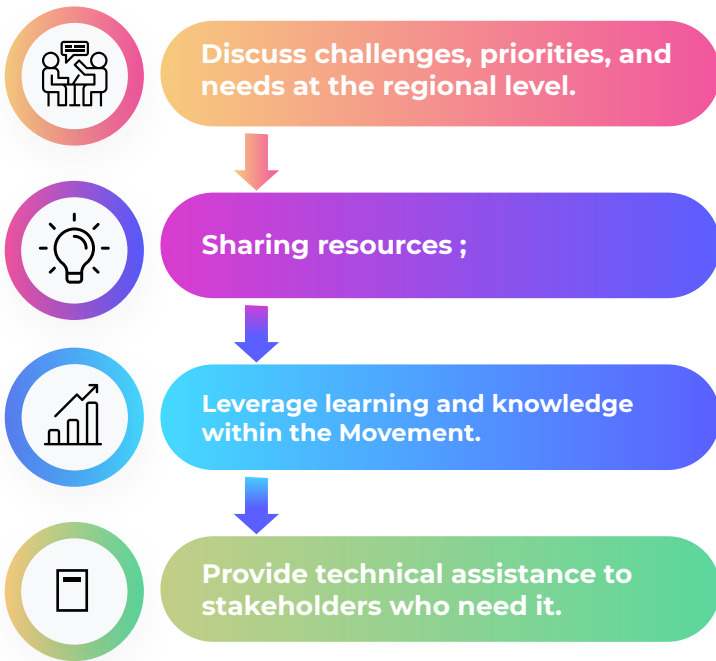 Discuss challenges, priorities, and
needs at the regional level.
Sharing resources ;
Leverage learning and knowledge
within the Movement.
Provide technical assistance to
stakeholders who need it.